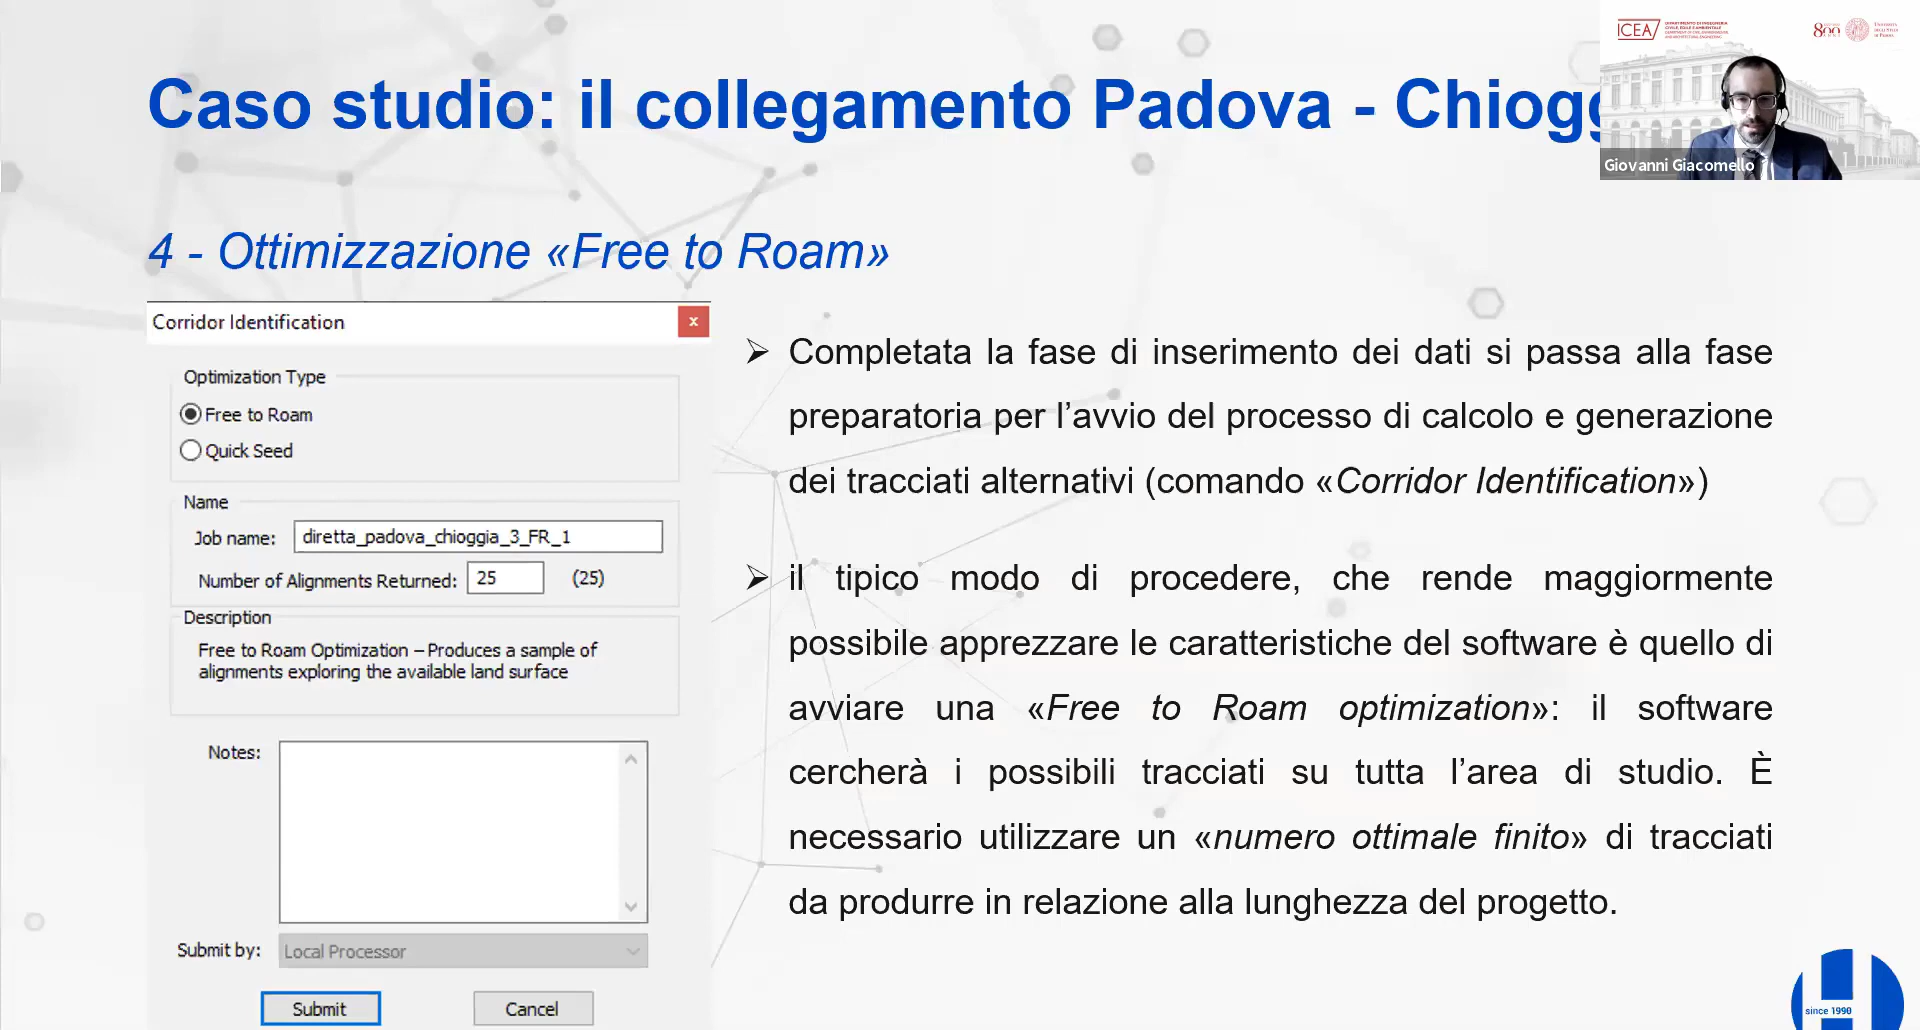 Caso studio: il collegamento Padova - Chiogg
ICEA
800
Giovanni Giacomello
4 - Ottimizzazione «Free to Roam»
Corridor Identification
x
Optimization Type
Free to Roam
Quick Seed
Name
Job name: diretta_padova_chioggia_3_FR_1
Number of Alignments Returned: 25 (25)
Description
Free to Roam Optimization – Produces a sample of
alignments exploring the available land surface
Notes:
Submit by: Local Processor
Submit Cancel
Completata la fase di inserimento dei dati si passa alla fase
preparatoria per l’avvio del processo di calcolo e generazione
dei tracciati alternativi (comando «Corridor Identification»)
il tipico modo di procedere, che rende maggiormente
possibile apprezzare le caratteristiche del software è quello di
avviare una «Free to Roam optimization»: il software
cercherà i possibili tracciati su tutta l’area di studio. È
necessario utilizzare un «numero ottimale finito» di tracciati
da produrre in relazione alla lunghezza del progetto.
since 1990